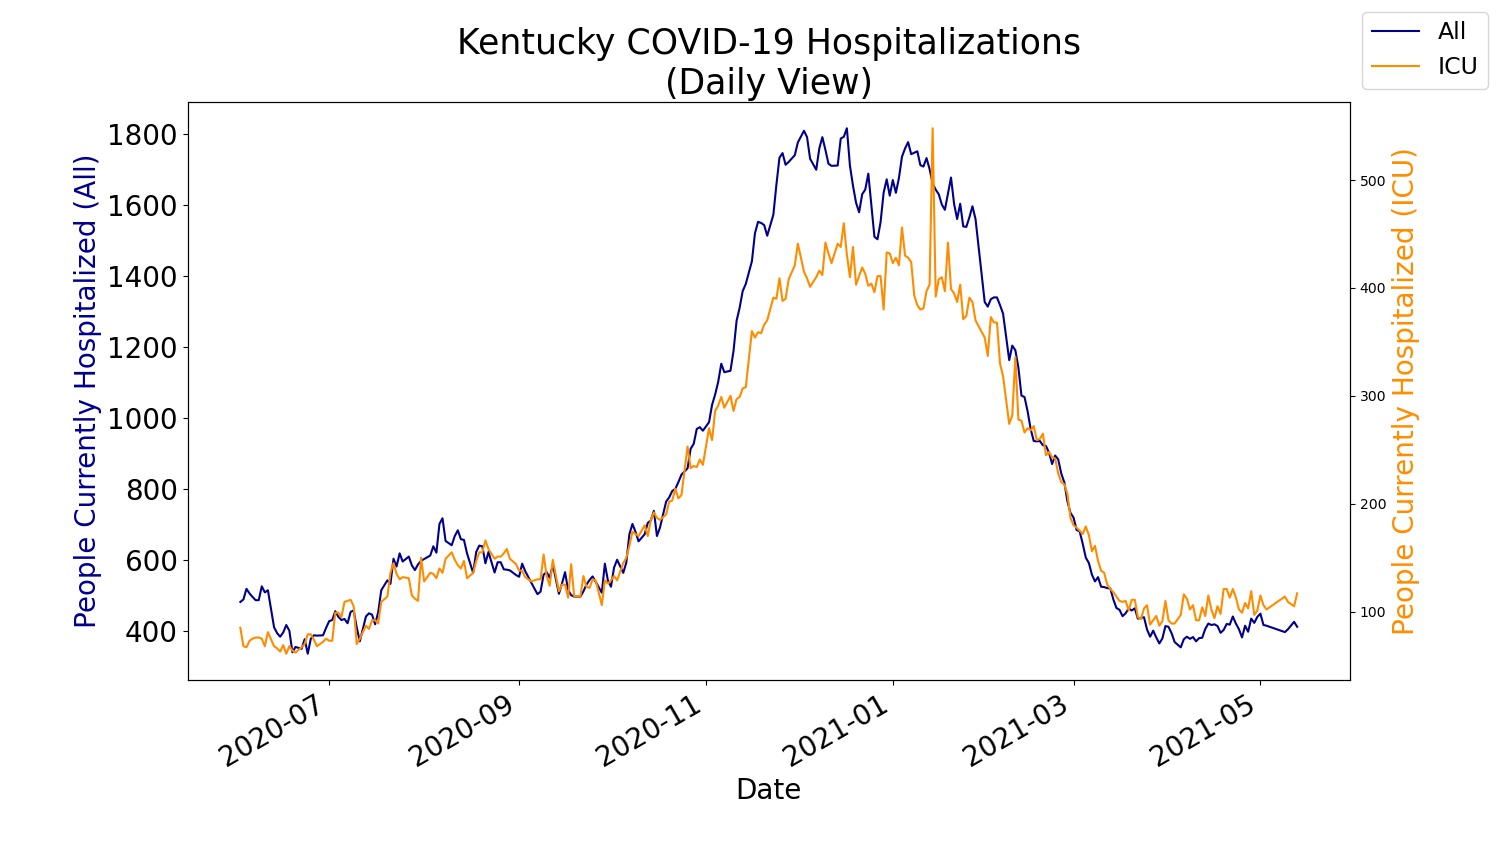 Kentucky COVID-19 Hospitalizations
(Daily View)
All
ICU
People Currently Hospitalized (All)
1800
1600
1400
1200
1000
800
600
400
500
400
300
200
100
People Currently Hospitalized (ICU)
2020-07
2020-09
2020-11
2021-01
2021-03
2021-05
Date